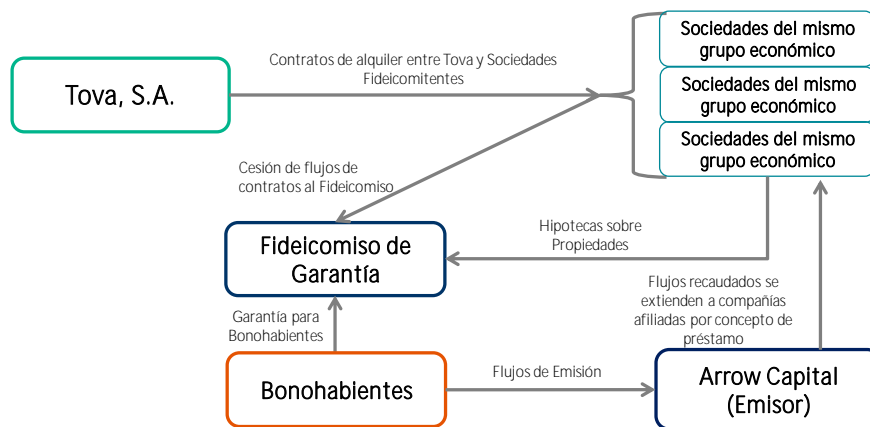 Sociedades del mismo
grupo económico
Contratos de alquiler entre Tova y Sociedades
Fideicomitentes
Tova, S.A.
Sociedades del mismo
grupo económico
Sociedades del mismo
grupo económico
Cesión de flujos de
contratos al Fideicomiso
Hipotecas sobre
Propiedades
Fideicomiso de
Garantía
Flujos recaudados se
extienden a compañías
afiliadas por concepto de
préstamo
Garantía para
Bonohabientes
Bonohabientes
Flujos de Emisión
Arrow Capital
(Emisor)